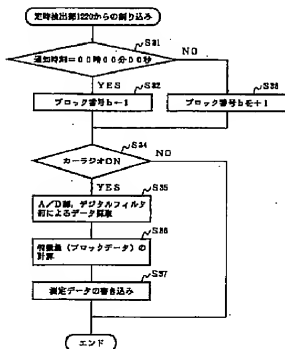 定時検出部1220からの割り込み
S31
通知時刻=00時00分00秒
NO
YES
S32
S33
ブロック番号b←1
ブロック番号b+1
S34
カーラジオON
NO
YES
S35
A/D部、デジタルフィルタ
部によるデータ採取
S36
特徴量(ブロックデータ)の
計算
S37
測定データの書き込み
エンド